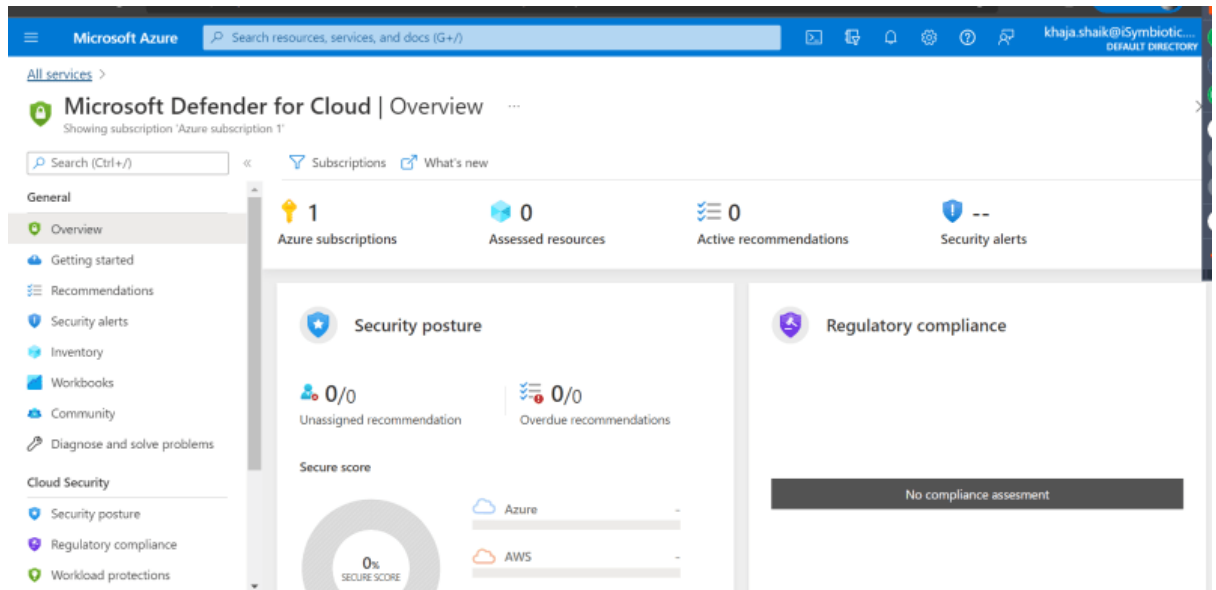 Microsoft Azure
Search resources, services, and docs (G+/)
khaja.shaik@iSymbiotic....
DEFAULT DIRECTORY
All services >
Microsoft Defender for Cloud | Overview ...
Showing subscription 'Azure subscription 1'
Search (Ctrl+/)
«
Subscriptions
What's new
General
Overview
Getting started
Recommendations
Security alerts
Inventory
Workbooks
Community
Diagnose and solve problems
Cloud Security
Security posture
Regulatory compliance
Workload protections
1
Azure subscriptions
0
Assessed resources
0
Active recommendations
--
Security alerts
Security posture
0/0
Unassigned recommendation
0/0
Overdue recommendations
Secure score
0%
SECURE SCORE
Azure -
AWS -
Regulatory compliance
No compliance assesment